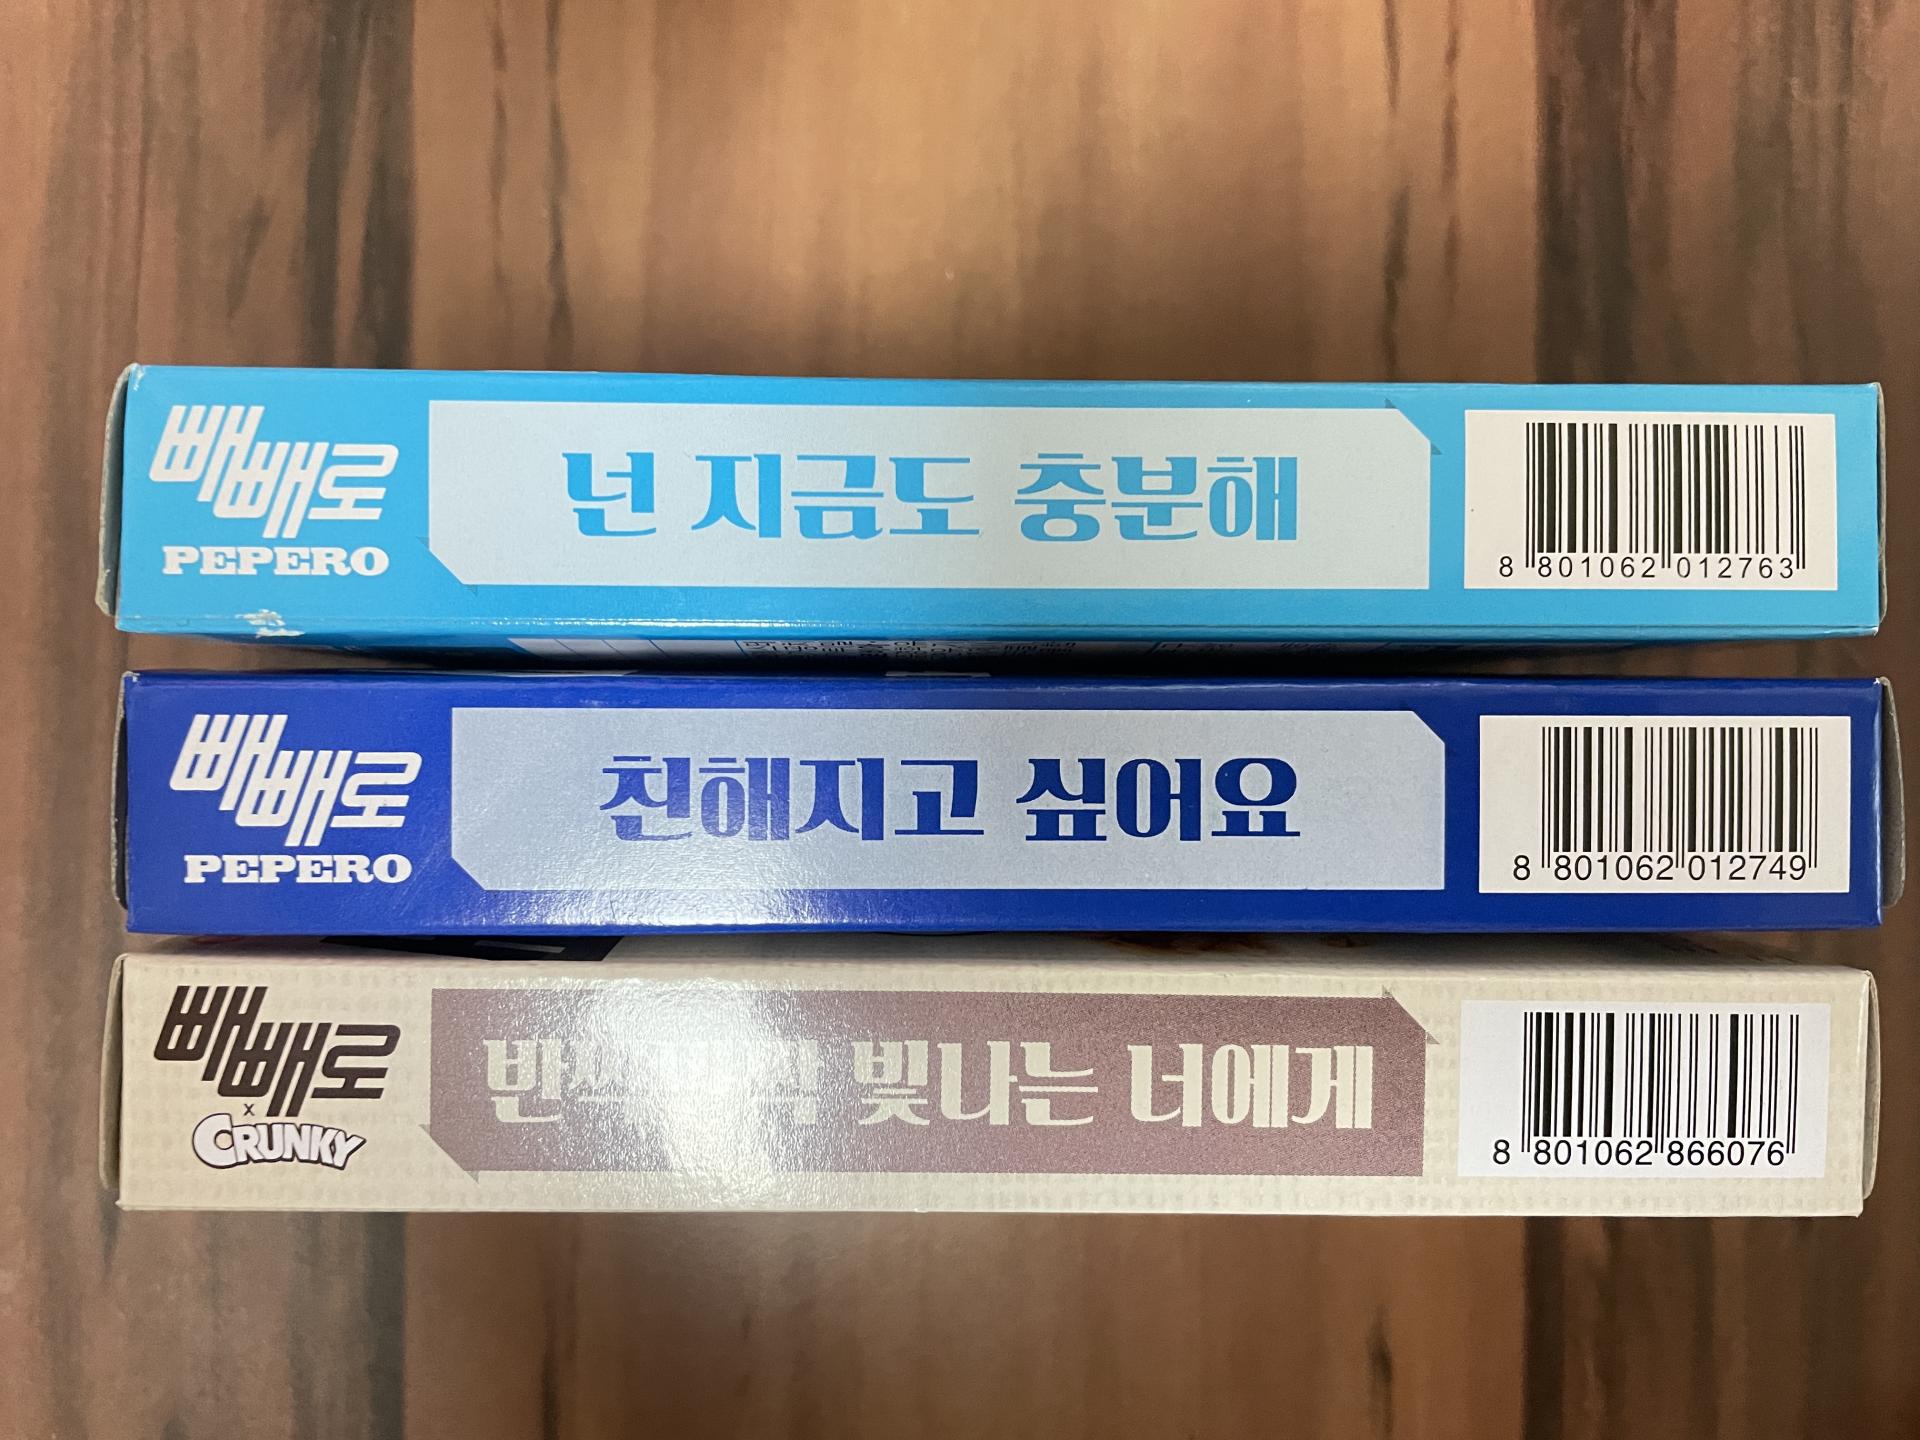 빼빼로
PEPERO
넌 지금도 충분해
8 801062 012763
빼빼로
PEPERO
친해지고 싶어요
8 801062 012749
빼빼로
x
CRUNKY
빛나는 너에게
8 801062 866076